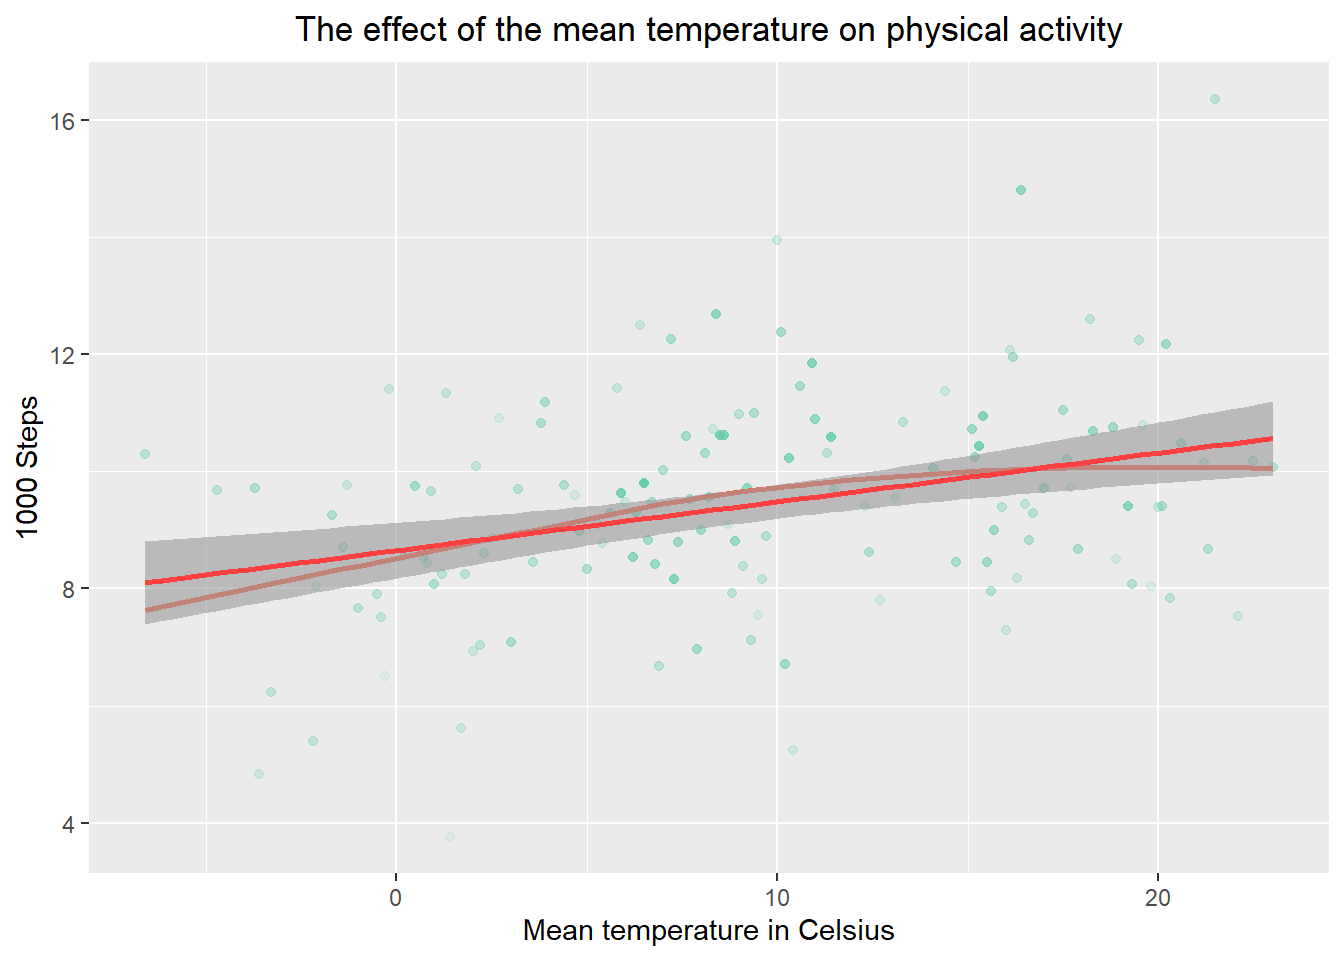 The effect of the mean temperature on physical activity
16
12
8
4
1000 Steps
0 10 20
Mean temperature in Celsius